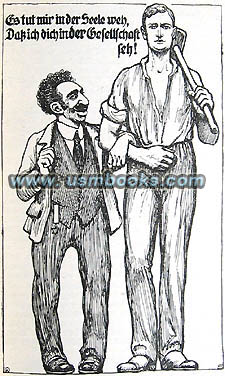 Es tut mir in der Seele weh,
Daß ich dich in der Gesellschaft
seh!
www.usmbooks.com